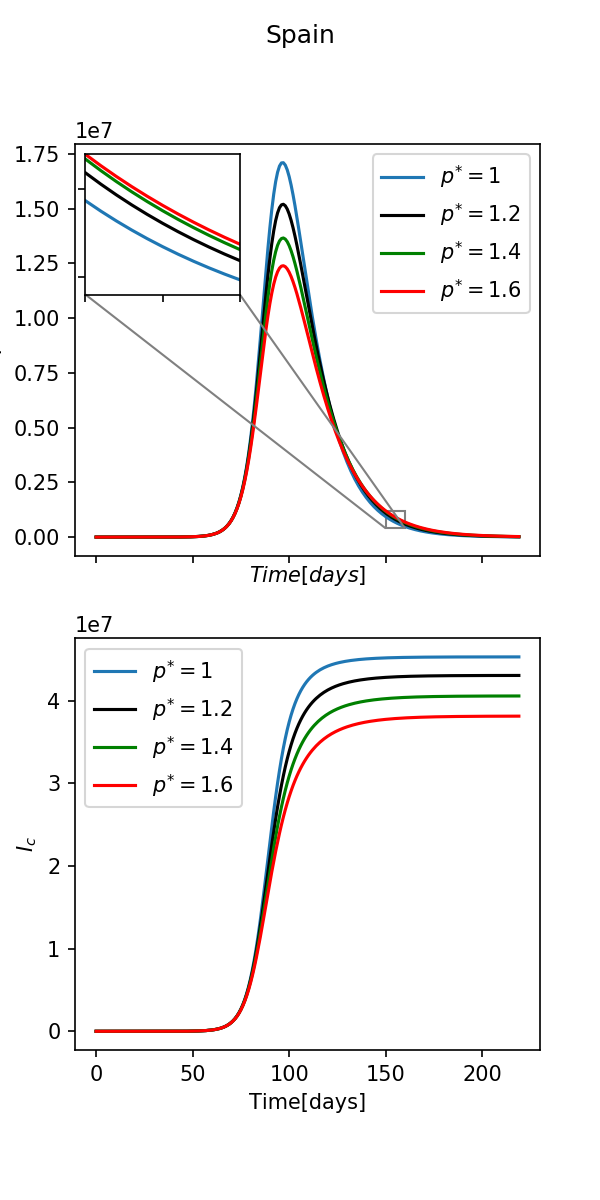 Spain
1e7
1.75
1.50
1.25
1.00
0.75
0.50
0.25
0.00
p* = 1
p* = 1.2
p* = 1.4
p* = 1.6
Time[days]
1e7
4
3
2
1
0
I_c
p* = 1
p* = 1.2
p* = 1.4
p* = 1.6
0 50 100 150 200
Time[days]